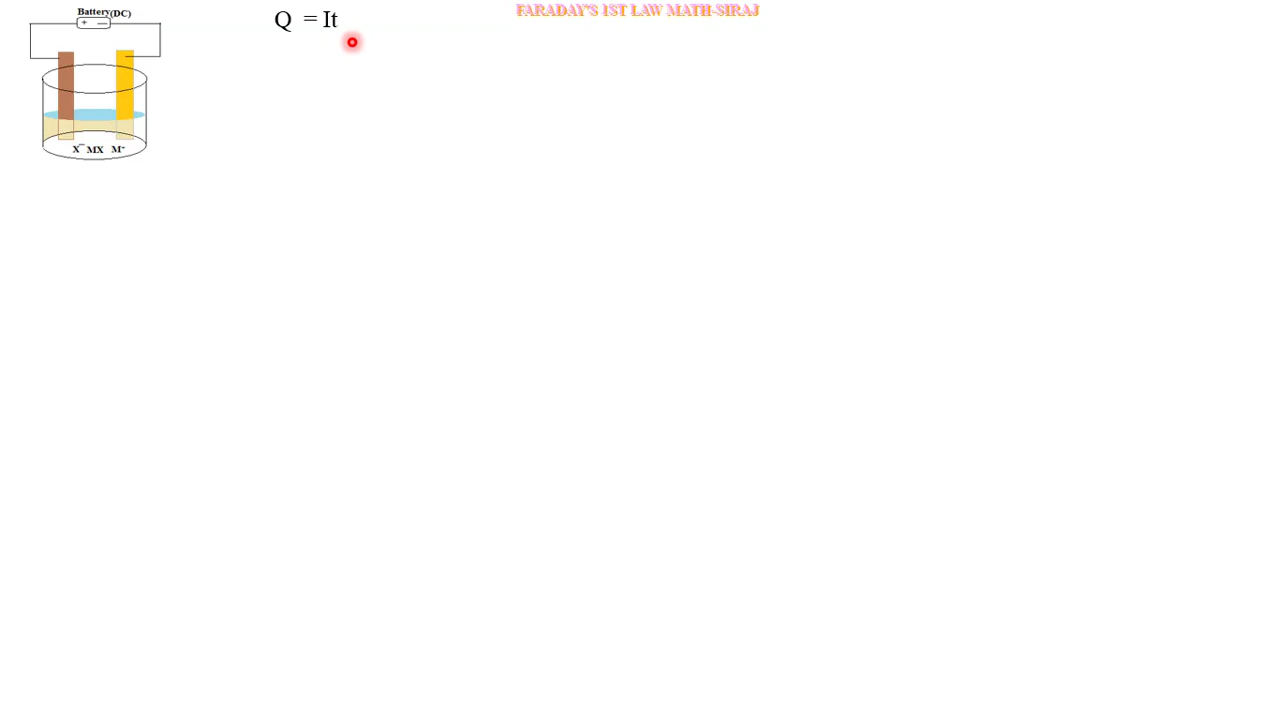 FARADAY'S 1ST LAW MATH-SIRAJ
Battery(DC)
+ —
Q = It
X⁻ MX M⁺